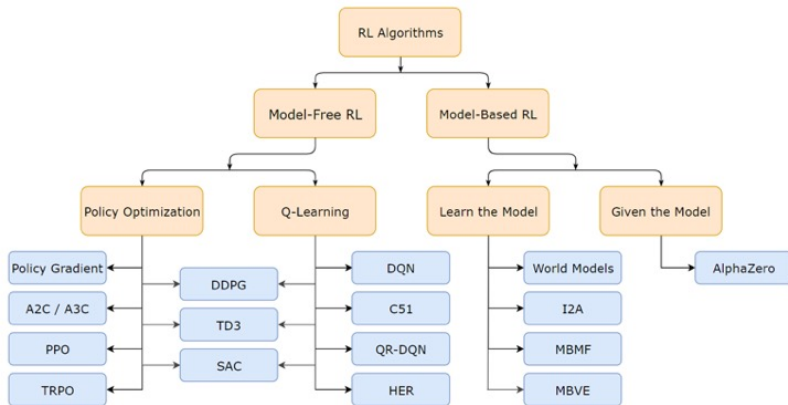 RL Algorithms
Model-Free RL
Model-Based RL
Policy Optimization
Q-Learning
Learn the Model
Given the Model
Policy Gradient
DQN
World Models
AlphaZero
DDPG
A2C / A3C
C51
I2A
TD3
PPO
QR-DQN
MBMF
SAC
TRPO
HER
MBVE